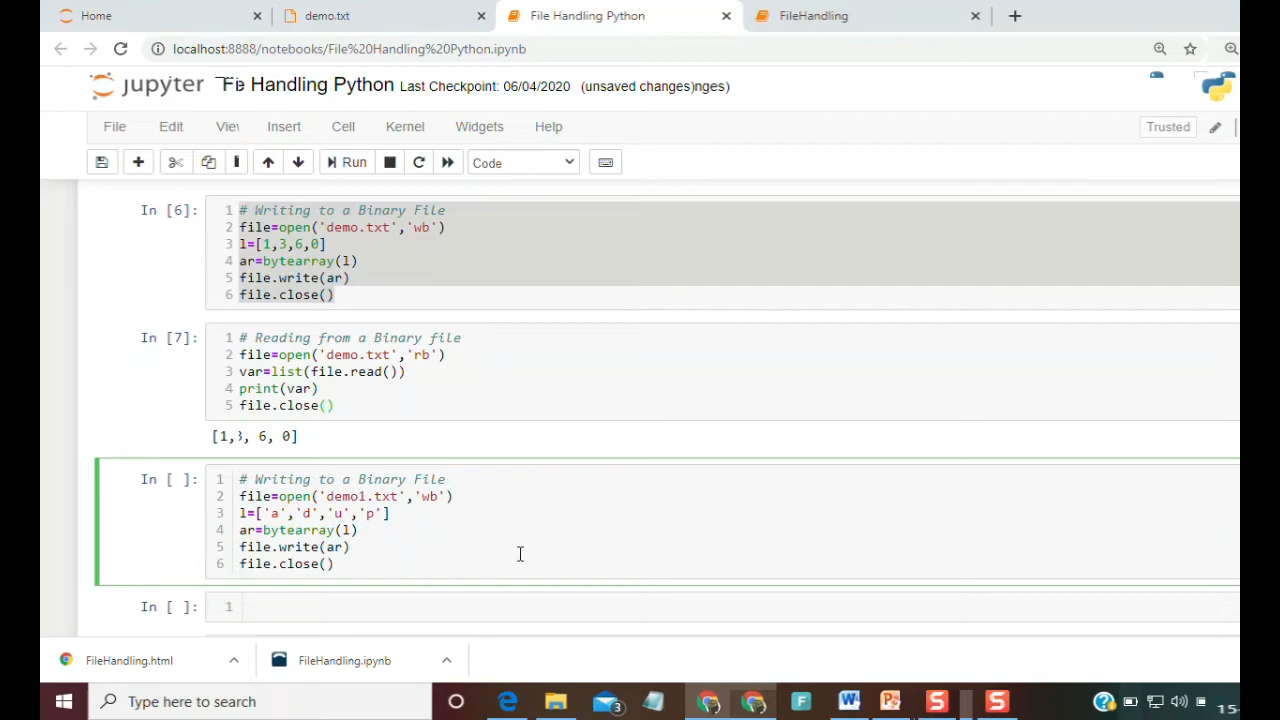 Home
demo.txt
File Handling Python
FileHandling
localhost:8888/notebooks/File%20Handling%20Python.ipynb
jupyter
Handling Python Last Checkpoint: 06/04/2020 (unsaved changes)nges)
File Edit Viev Insert Cell Kernel Widgets Help
Trusted
Run
Code
In [6]:
1 # Writing to a Binary File
2 file=open('demo.txt','wb')
3 l=[1,3,6,0]
4 ar=bytearray(l)
5 file.write(ar)
6 file.close()
In [7]:
1 # Reading from a Binary file
2 file=open('demo.txt','rb')
3 var=list(file.read())
4 print(var)
5 file.close()
[1,3, 6, 0]
In [ ]:
1 # Writing to a Binary File
2 file=open('demo1.txt','wb')
3 l=['a','d','u','p']
4 ar=bytearray(l)
5 file.write(ar)
6 file.close()
In [ ]:
1
FileHandling.html
FileHandling.ipynb
Type here to search
3
15